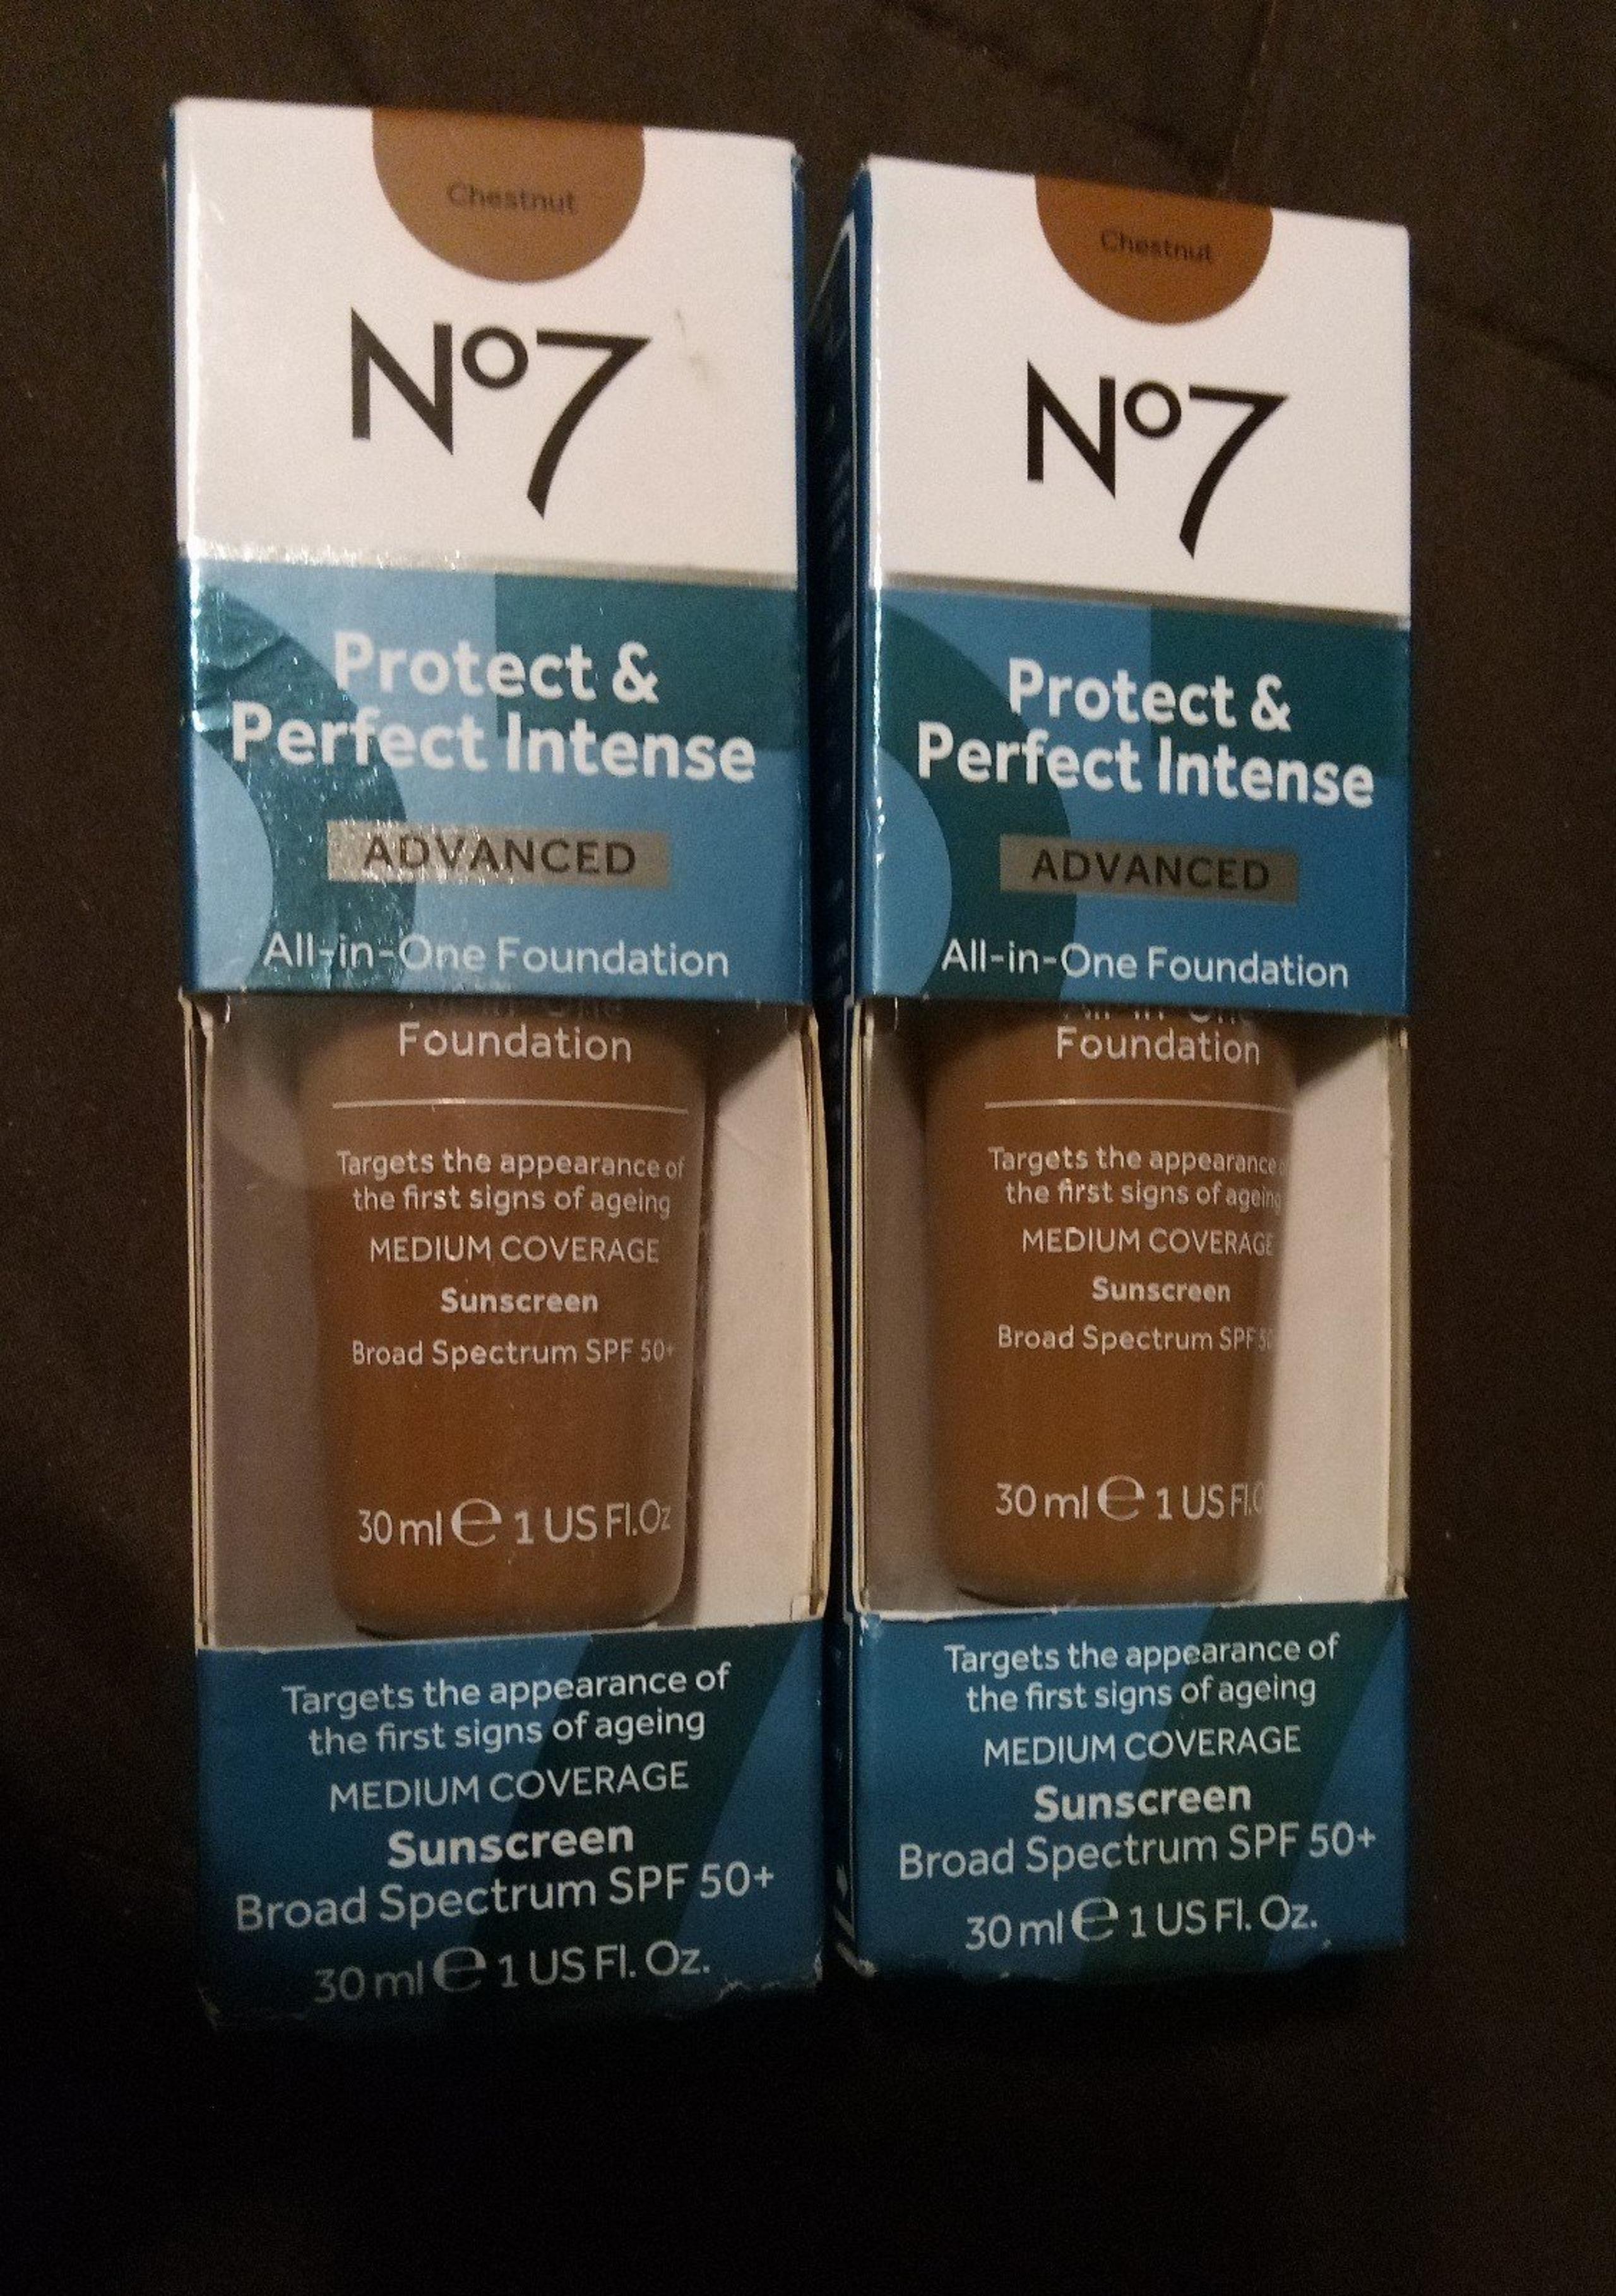 Chestnut
No7
Protect &
Perfect Intense
ADVANCED
All-in-One Foundation
Foundation
Targets the appearance of
the first signs of ageing
MEDIUM COVERAGE
Sunscreen
Broad Spectrum SPF 50+
30 ml ℮ 1 US Fl.Oz
Targets the appearance of
the first signs of ageing
MEDIUM COVERAGE
Sunscreen
Broad Spectrum SPF 50+
30 ml ℮ 1 US Fl. Oz.
Chestnut
No7
Protect &
Perfect Intense
ADVANCED
All-in-One Foundation
Foundation
Targets the appearance
the first signs of ageing
MEDIUM COVERAGE
Sunscreen
Broad Spectrum SPF 50
30 ml ℮ 1 US Fl.O
Targets the appearance of
the first signs of ageing
MEDIUM COVERAGE
Sunscreen
Broad Spectrum SPF 50+
30 ml ℮ 1 US Fl. Oz.